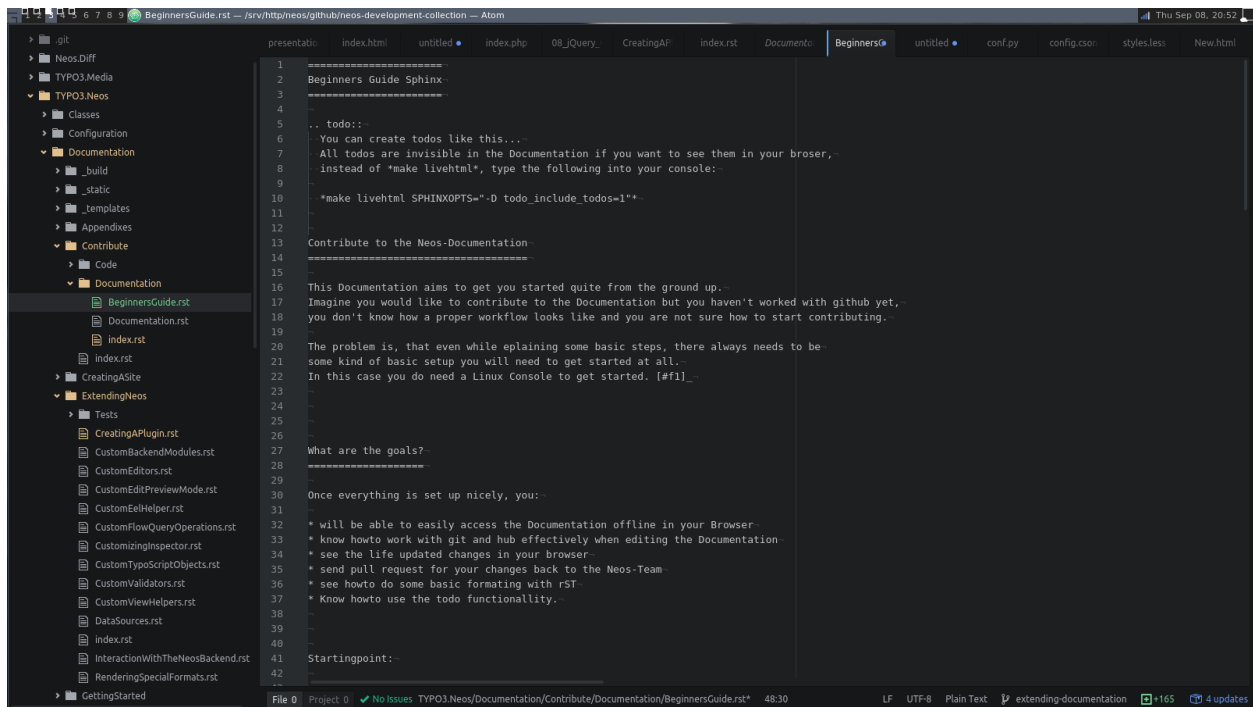 1 2 3 4 5 6 7 8 9 BeginnersGuide.rst — /srv/http/neos/github/neos-development-collection — Atom
Thu Sep 08, 20:52
.git
Neos.Diff
TYPO3.Media
TYPO3.Neos
Classes
Configuration
Documentation
_build
_static
_templates
Appendixes
Contribute
Code
Documentation
BeginnersGuide.rst
Documentation.rst
index.rst
index.rst
CreatingASite
ExtendingNeos
Tests
CreatingAPlugin.rst
CustomBackendModules.rst
CustomEditors.rst
CustomEditPreviewMode.rst
CustomEelHelper.rst
CustomFlowQueryOperations.rst
CustomizingInspector.rst
CustomTypoScriptObjects.rst
CustomValidators.rst
CustomViewHelpers.rst
DataSources.rst
index.rst
InteractionWithTheNeosBackend.rst
RenderingSpecialFormats.rst
GettingStarted
presentatio index.html untitled index.php 08_jQuery_ CreatingAP index.rst Documenta BeginnersG untitled conf.py config.cson styles.less New.html
1 =======================
2 Beginners Guide Sphinx¬
3 =======================¬
4 ¬
5 .. todo::¬
6 You can create todos like this...¬
7 All todos are invisible in the Documentation if you want to see them in your broser,¬
8 instead of *make livehtml*, type the following into your console:¬
9 ¬
10 *make livehtml SPHINXOPTS="-D todo_include_todos=1"*¬
11 ¬
12 ¬
13 Contribute to the Neos-Documentation¬
14 =====================================¬
15 ¬
16 This Documentation aims to get you started quite from the ground up.¬
17 Imagine you would like to contribute to the Documentation but you haven't worked with github yet,¬
18 you don't know how a proper workflow looks like and you are not sure how to start contributing.¬
19 ¬
20 The problem is, that even while eplaining some basic steps, there always needs to be¬
21 some kind of basic setup you will need to get started at all.¬
22 In this case you do need a Linux Console to get started. [#f1]_¬
23 ¬
24 ¬
25 ¬
26 ¬
27 What are the goals?¬
28 ====================¬
29 ¬
30 Once everything is set up nicely, you:¬
31 ¬
32 * will be able to easily access the Documentation offline in your Browser¬
33 * know howto work with git and hub effectively when editing the Documentation¬
34 * see the life updated changes in your browser¬
35 * send pull request for your changes back to the Neos-Team¬
36 * see howto do some basic formating with rST¬
37 * Know howto use the todo functionallity.¬
38 ¬
39 ¬
40 ¬
41 Startingpoint:¬
42 ¬
File 0 Project 0 No Issues TYPO3.Neos/Documentation/Contribute/Documentation/BeginnersGuide.rst* 48:30 LF UTF-8 Plain Text extending-documentation +165 4 updates